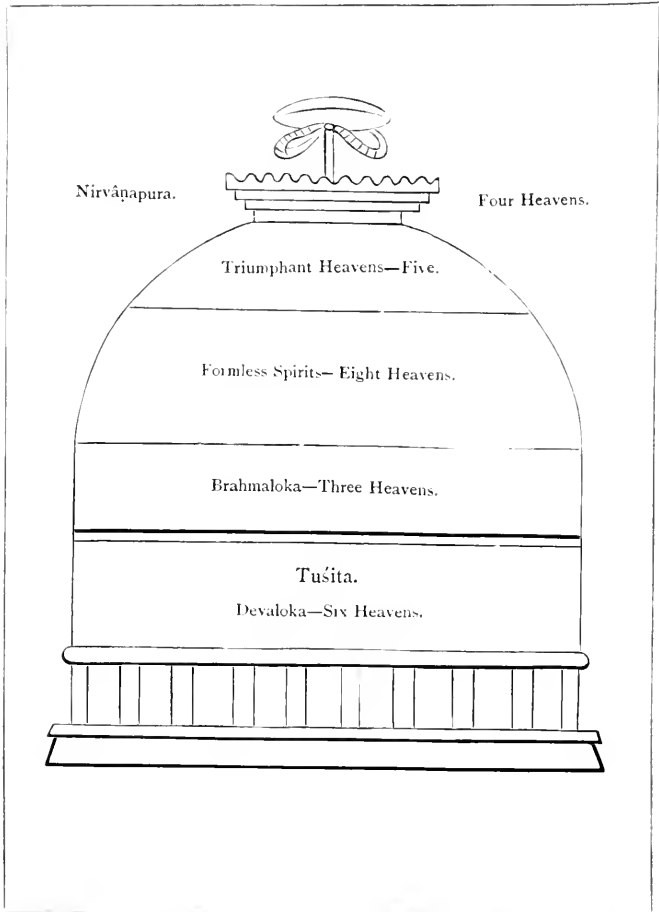 Nirvâṇapura.
Four Heavens.
Triumphant Heavens—Five.
Formless Spirits—Eight Heavens.
Brahmaloka—Three Heavens.
Tuśita.
Devaloka—Six Heavens.